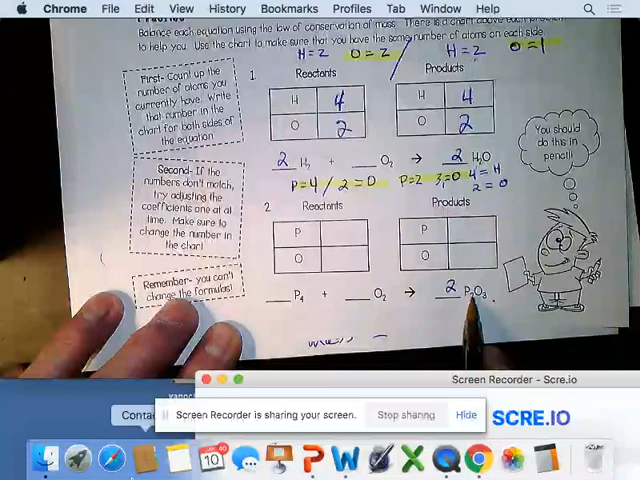 Chrome File Edit View History Bookmarks Profiles Tab Window Help
Balance each equation using the law of conservation of mass. There is a chart above each problem
to help you. Use the chart to make sure that you have the same number of atoms on each side.
H=2 O=2 / H=2 O=1
First- Count up the
number of atoms you
currently have. Write
that number in the
chart for both sides of
the equation
1
Reactants
Products
H 4
O 2
H 4
O 2
You should
do this in
pencil!
2 H2 + ___ O2 → 2 H2O
P=4 / 2=O P=2 3=O 4=H
2=O
Second- If the
numbers don't match,
try adjusting the
coefficients one at at
time. Make sure to
change the number in
the chart
2
Reactants
Products
P
O
P
O
Remember- you can't
change the formulas!
___ P4 + ___ O2 → 2 P2O3
Screen Recorder - Scre.io
Conta
Screen Recorder is sharing your screen.
Stop sharing
Hide
SCRE.IO
10